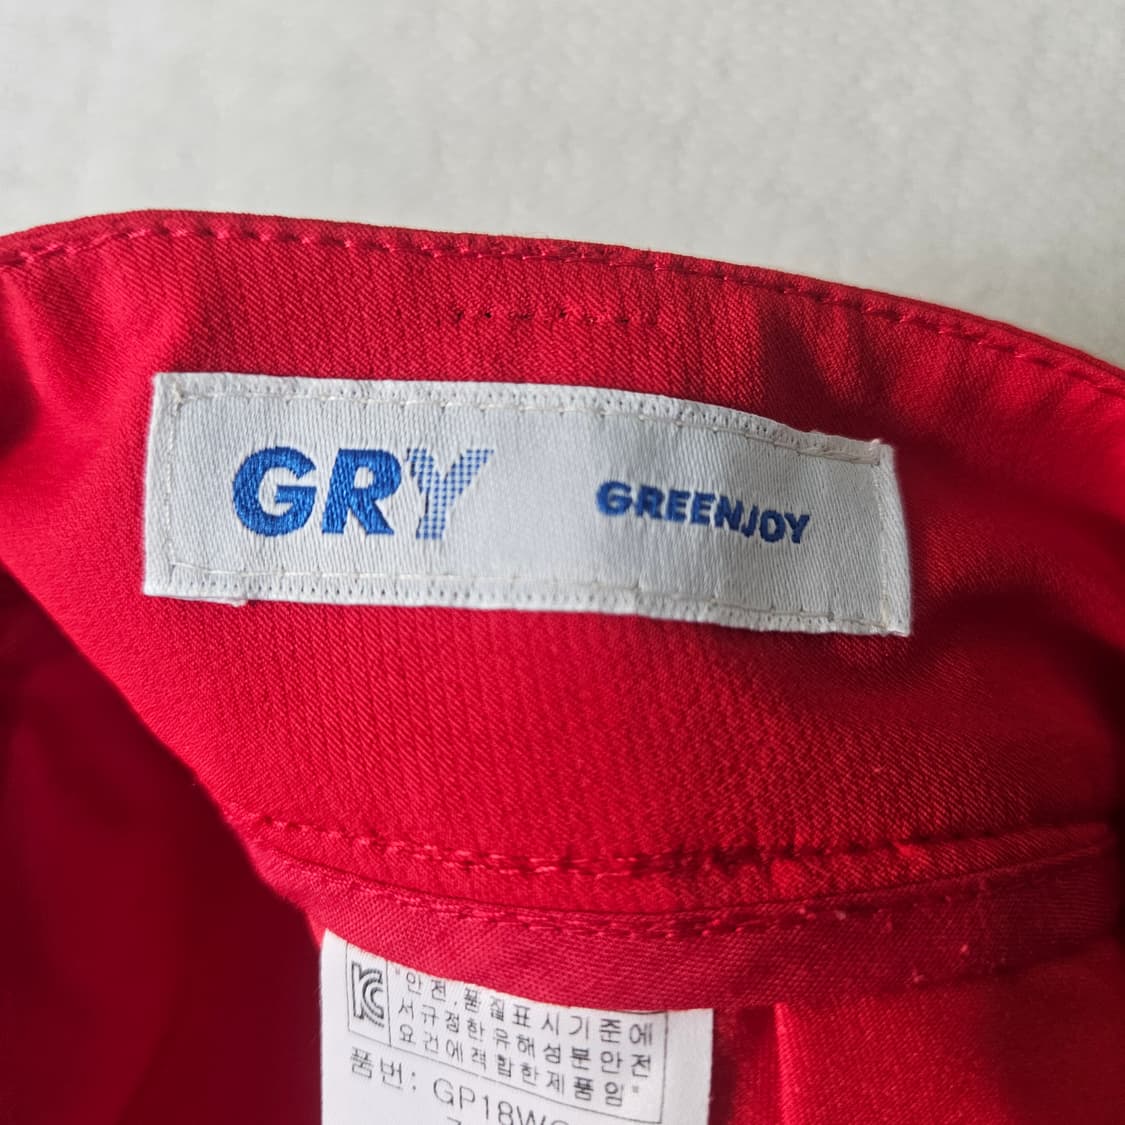 GRY
GREENJOY
KC
"안전.품질표시기준에
서규정한유해성분안전
요건에적합한제품임"
품번: GP18W